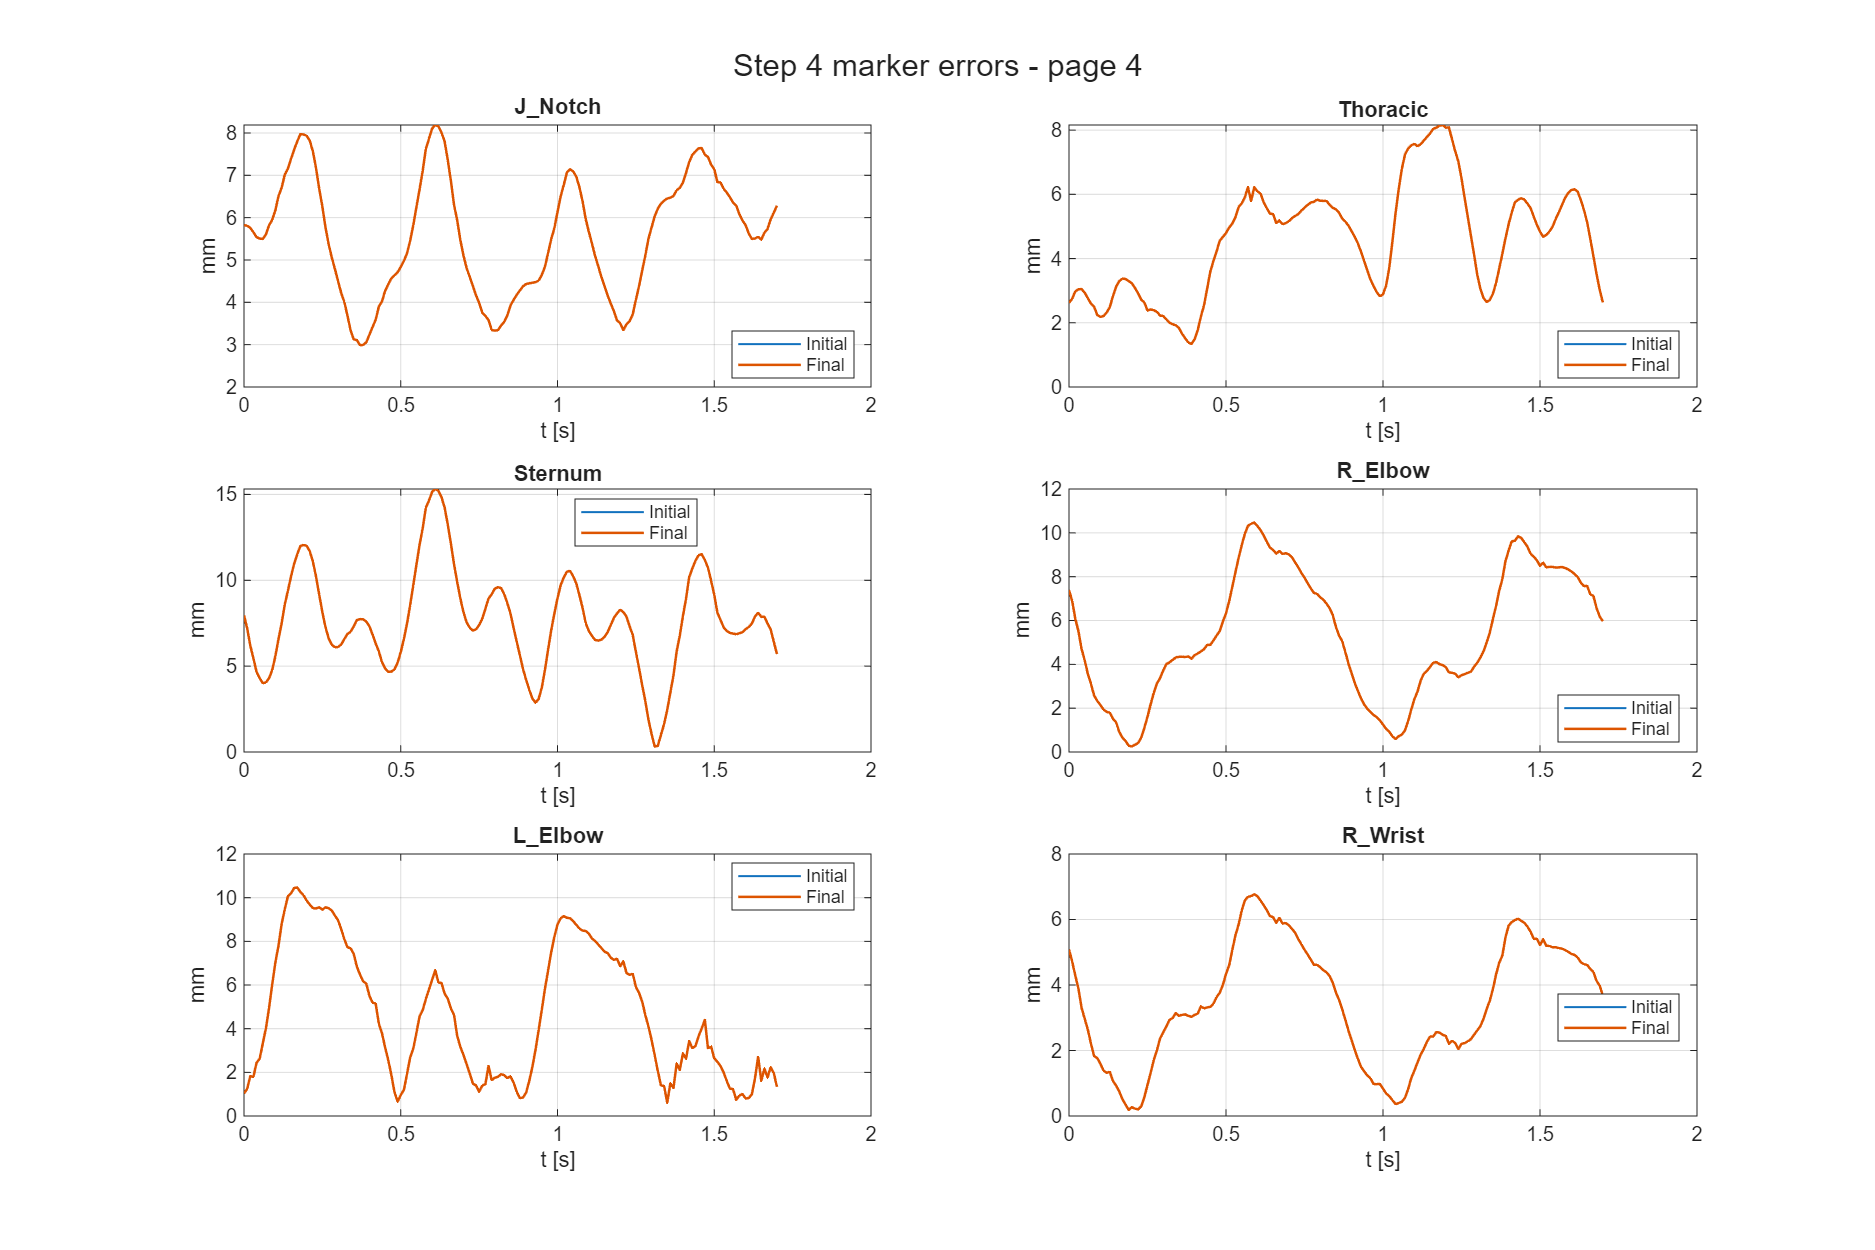 Step 4 marker errors - page 4
J_Notch
8
7
6
5
4
3
2
mm
0
0.5
1
1.5
2
t [s]
Initial
Final
Thoracic
8
6
4
2
0
mm
0
0.5
1
1.5
2
t [s]
Initial
Final
Sternum
15
10
5
0
mm
0
0.5
1
1.5
2
t [s]
Initial
Final
R_Elbow
12
10
8
6
4
2
0
mm
0
0.5
1
1.5
2
t [s]
Initial
Final
L_Elbow
12
10
8
6
4
2
0
mm
0
0.5
1
1.5
2
t [s]
Initial
Final
R_Wrist
8
6
4
2
0
mm
0
0.5
1
1.5
2
t [s]
Initial
Final